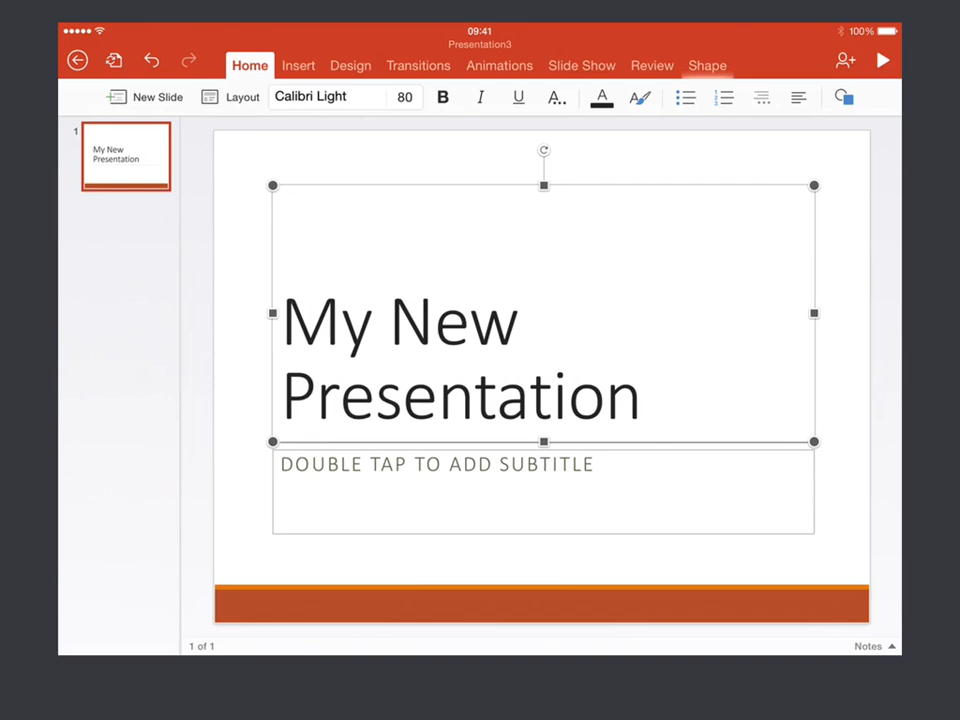 09:41
100%
Presentation3
Home Insert Design Transitions Animations Slide Show Review Shape
New Slide Layout Calibri Light 80 B I U A... A
1
My New
Presentation
My New
Presentation
DOUBLE TAP TO ADD SUBTITLE
1 of 1
Notes